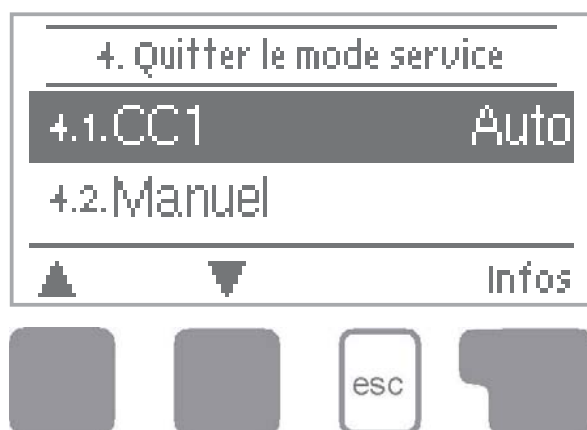 4. Quitter le mode service
4.1.CC1 Auto
4.2.Manuel
Infos
esc